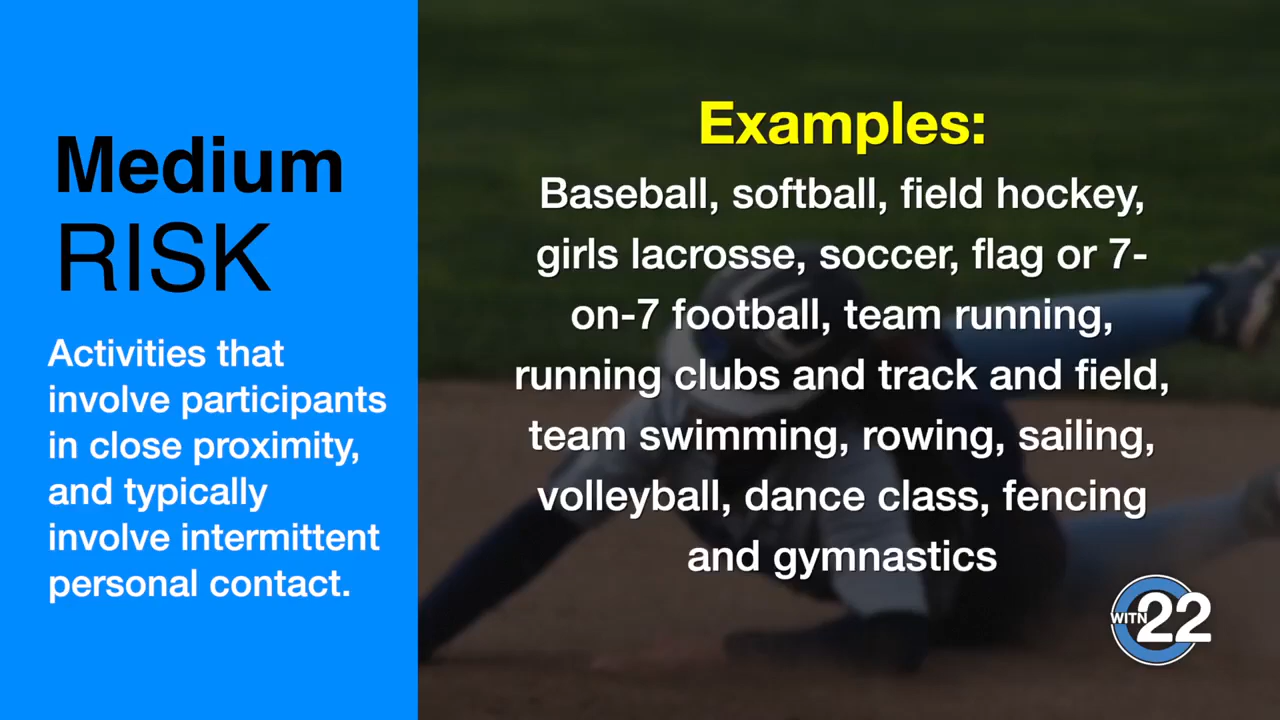 Medium
RISK
Activities that
involve participants
in close proximity,
and typically
involve intermittent
personal contact.
Examples:
Baseball, softball, field hockey,
girls lacrosse, soccer, flag or 7-
on-7 football, team running,
running clubs and track and field,
team swimming, rowing, sailing,
volleyball, dance class, fencing
and gymnastics
WITN 22